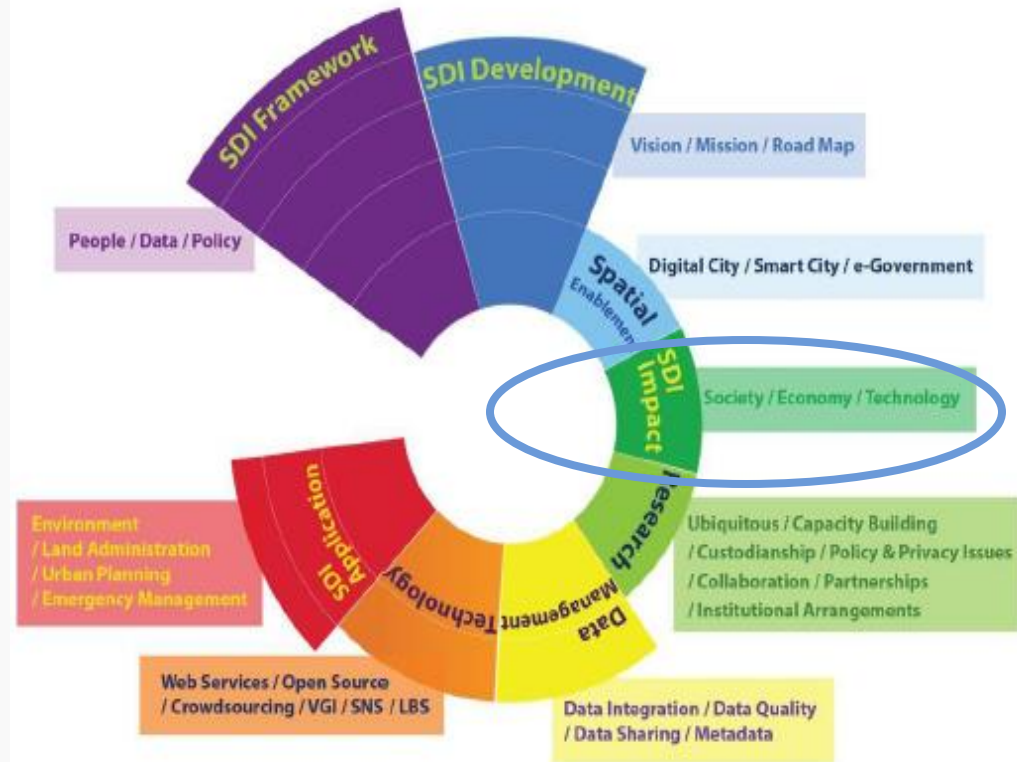 SDI Framework
SDI Development
Vision / Mission / Road Map
People / Data / Policy
Spatial
Enablemen
Digital City / Smart City / e-Government
SDI
Impact
Society / Economy / Technology
Research
Ubiquitous / Capacity Building
/ Custodianship / Policy & Privacy Issues
/ Collaboration / Partnerships
/ Institutional Arrangements
Data
Management
Data Integration / Data Quality
/ Data Sharing / Metadata
Technology
Web Services / Open Source
/ Crowdsourcing / VGI / SNS / LBS
SDI
Application
Environment
/ Land Administration
/ Urban Planning
/ Emergency Management